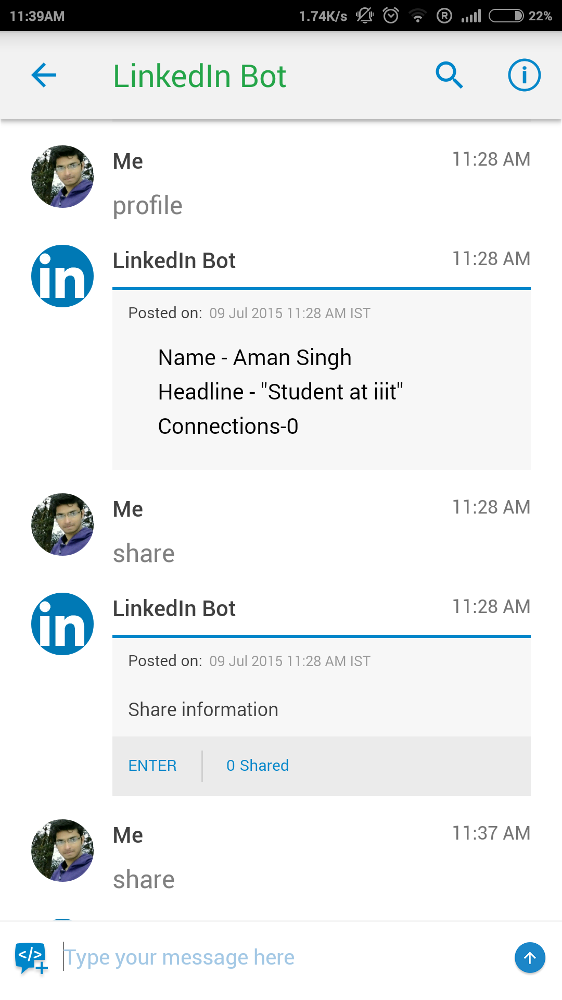 11:39AM 1.74K/s R 22%
LinkedIn Bot
Me 11:28 AM
profile
in LinkedIn Bot 11:28 AM
Posted on: 09 Jul 2015 11:28 AM IST
Name - Aman Singh
Headline - "Student at iiit"
Connections-0
Me 11:28 AM
share
in LinkedIn Bot 11:28 AM
Posted on: 09 Jul 2015 11:28 AM IST
Share information
ENTER 0 Shared
Me 11:37 AM
share
</> Type your message here